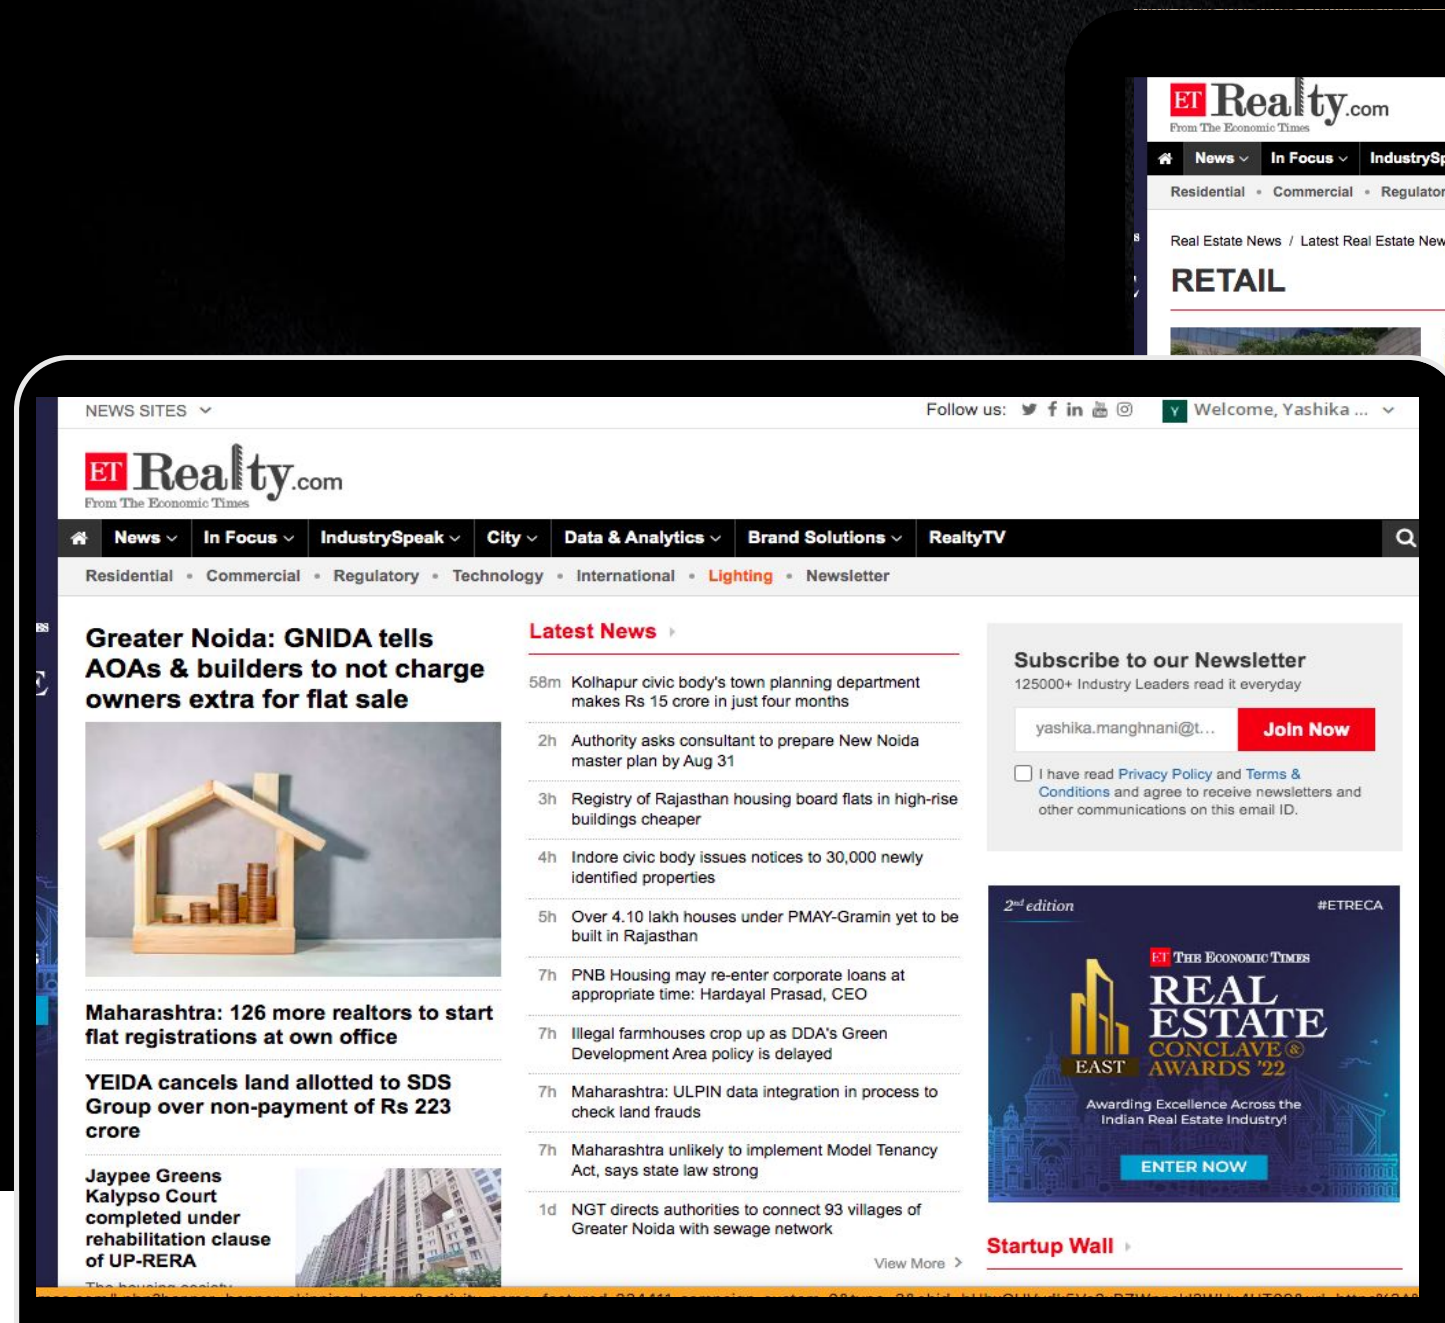 ET Realty.com
From The Economic Times
News In Focus
Residential • Commercial •
Real Estate News / Latest Real Estate
RETAIL
NEWS SITES Follow us: Y Welcome, Yashika ...
ET Realty.com
From The Economic Times
News In Focus IndustrySpeak City Data & Analytics Brand Solutions RealtyTV
Residential • Commercial • Regulatory • Technology • International • Lighting • Newsletter
Greater Noida: GNIDA tells
AOAs & builders to not charge
owners extra for flat sale
Maharashtra: 126 more realtors to start
flat registrations at own office
YEIDA cancels land allotted to SDS
Group over non-payment of Rs 223
crore
Jaypee Greens
Kalypso Court
completed under
rehabilitation clause
of UP-RERA
Latest News
58m Kolhapur civic body's town planning department
makes Rs 15 crore in just four months
2h Authority asks consultant to prepare New Noida
master plan by Aug 31
3h Registry of Rajasthan housing board flats in high-rise
buildings cheaper
4h Indore civic body issues notices to 30,000 newly
identified properties
5h Over 4.10 lakh houses under PMAY-Gramin yet to be
built in Rajasthan
7h PNB Housing may re-enter corporate loans at
appropriate time: Hardayal Prasad, CEO
7h Illegal farmhouses crop up as DDA's Green
Development Area policy is delayed
7h Maharashtra: ULPIN data integration in process to
check land frauds
7h Maharashtra unlikely to implement Model Tenancy
Act, says state law strong
1d NGT directs authorities to connect 93 villages of
Greater Noida with sewage network
View More >
Subscribe to our Newsletter
125000+ Industry Leaders read it everyday
yashika.manghnani@t... Join Now
I have read Privacy Policy and Terms &
Conditions and agree to receive newsletters and
other communications on this email ID.
2nd edition #ETRECA
ET THE ECONOMIC TIMES
REAL
ESTATE
CONCLAVE &
EAST AWARDS '22
Awarding Excellence Across the
Indian Real Estate Industry!
ENTER NOW
Startup Wall